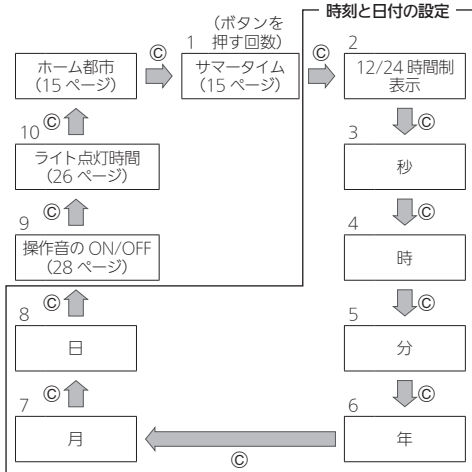 時刻と日付の設定
(ボタンを
押す回数)
ホーム都市
(15 ページ)
Ⓒ
1
サマータイム
(15 ページ)
Ⓒ
2
12/24 時間制
表示
Ⓒ
3
秒
Ⓒ
4
時
Ⓒ
5
分
Ⓒ
6
年
Ⓒ
7
月
Ⓒ
8
日
Ⓒ
9
操作音の ON/OFF
(28 ページ)
Ⓒ
10
ライト点灯時間
(26 ページ)
Ⓒ